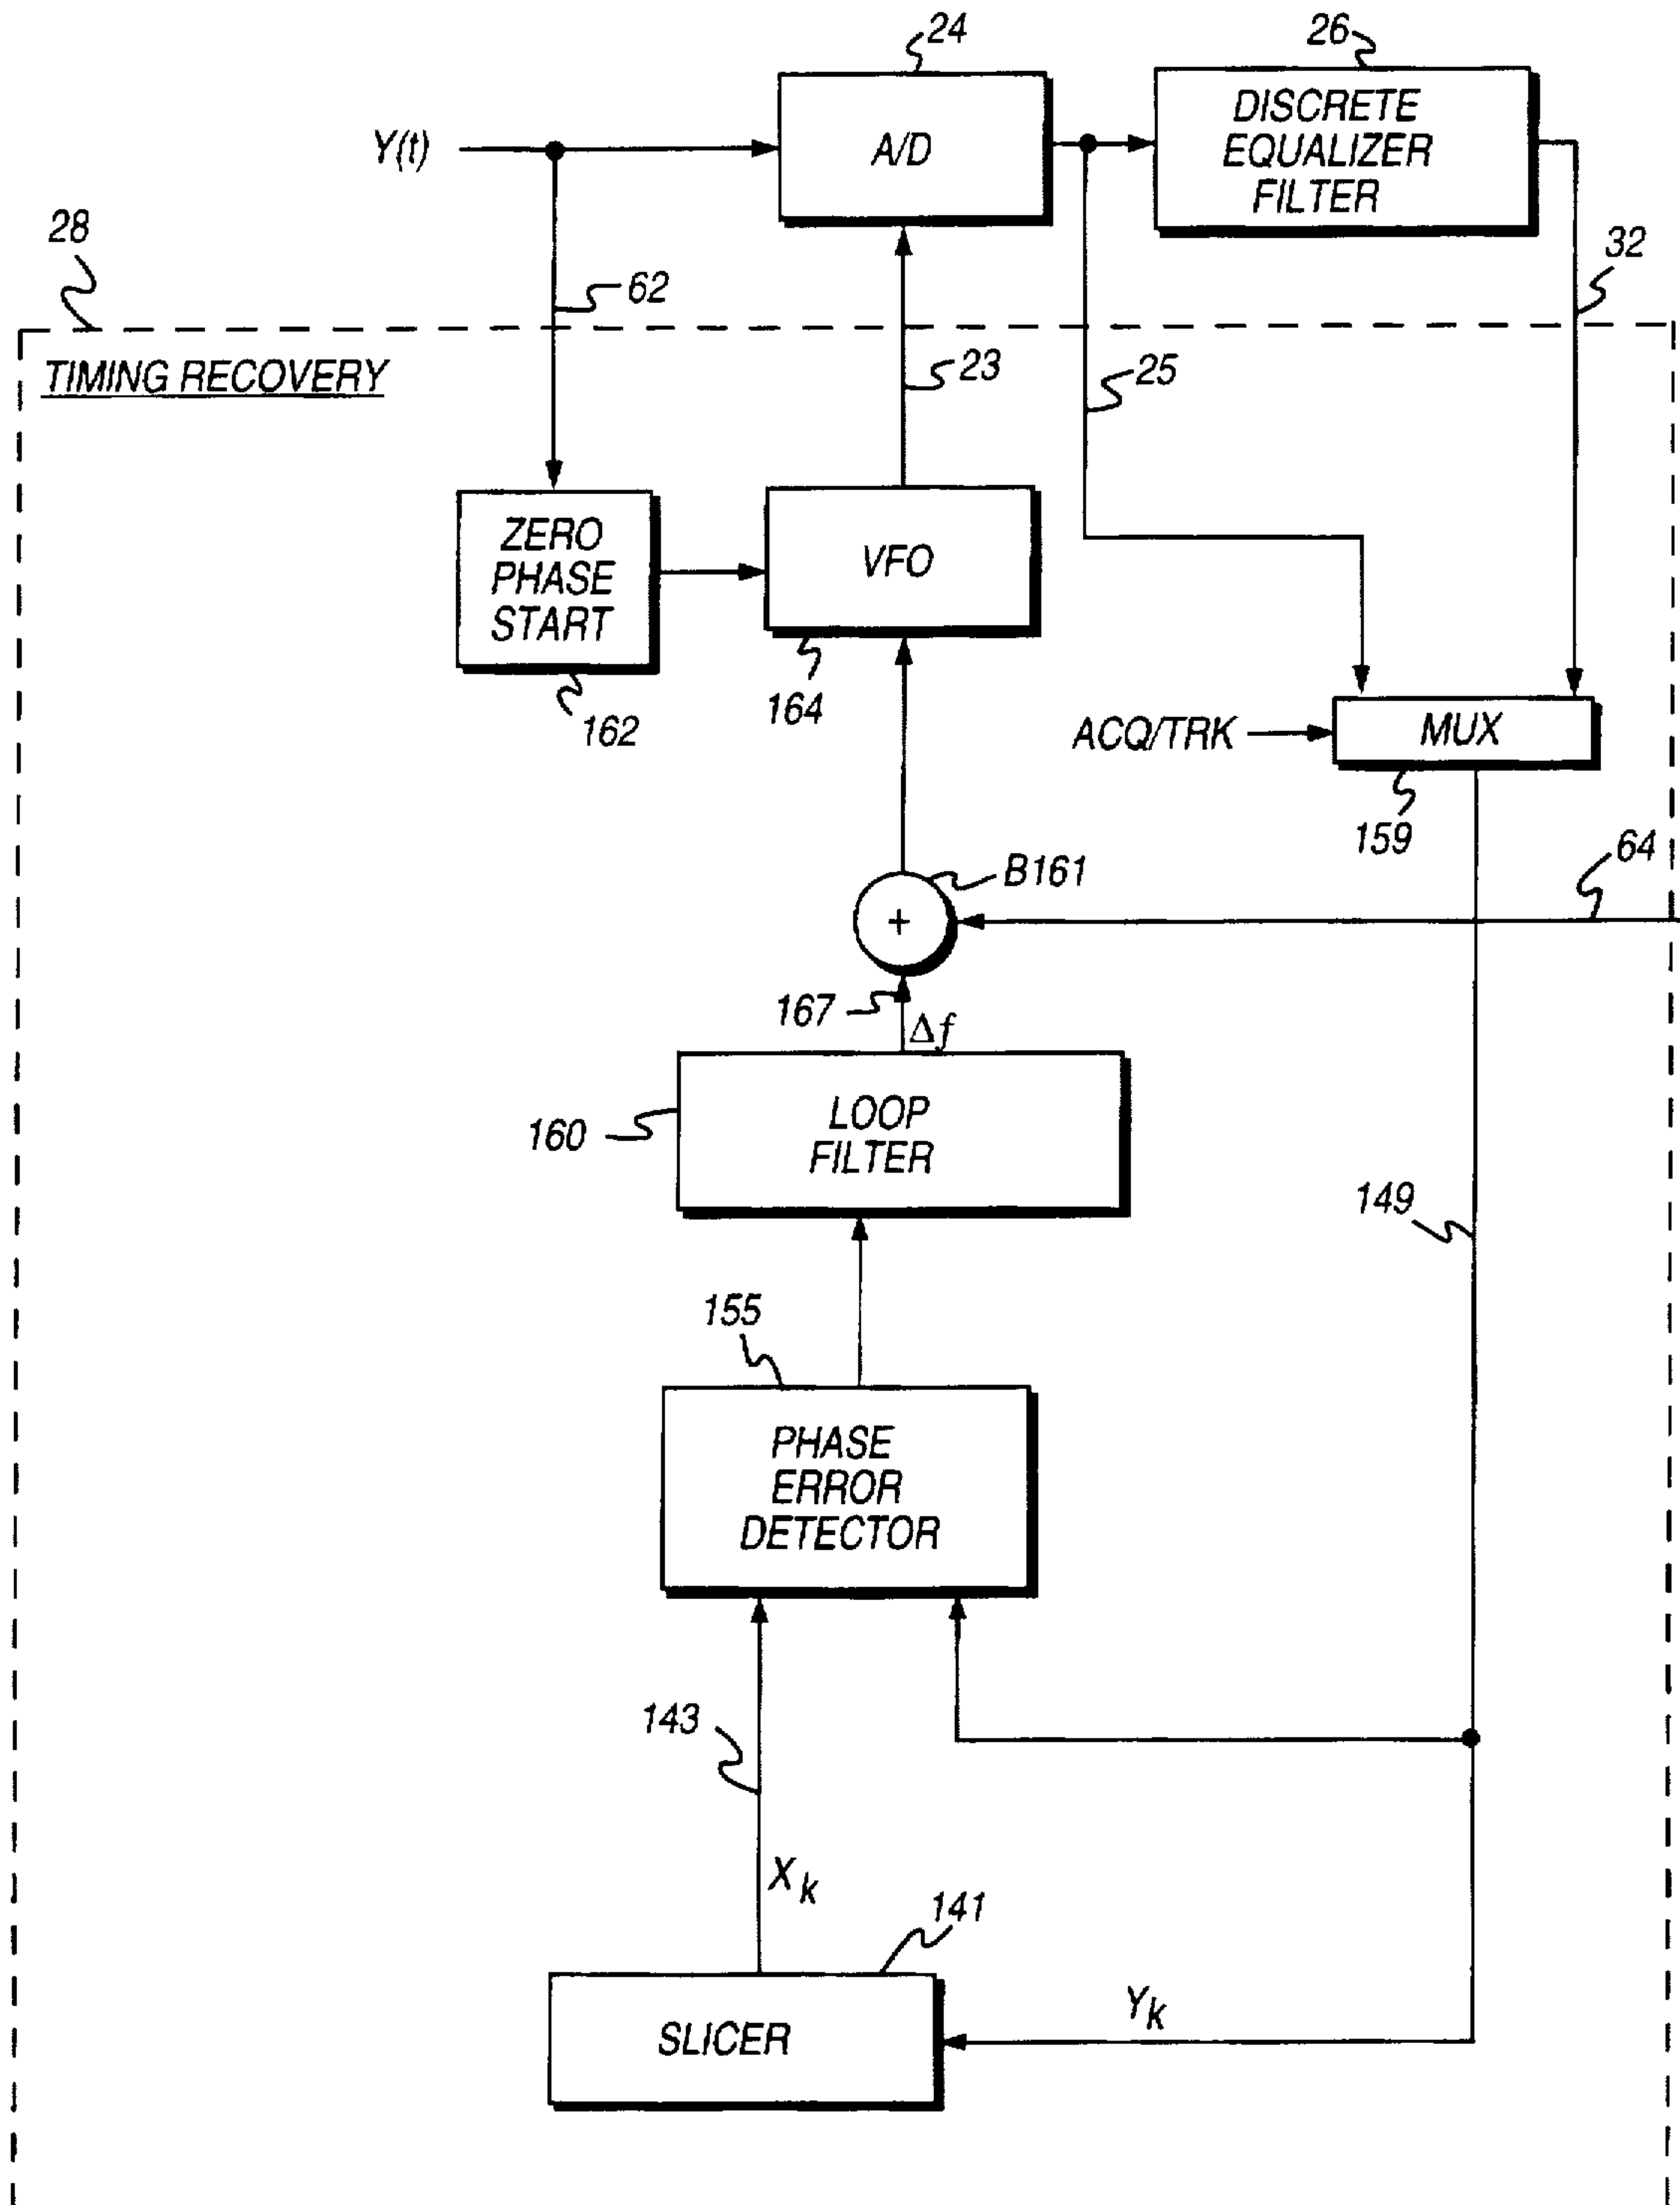 24
26
Y(t)
A/D
DISCRETE
EQUALIZER
FILTER
28
62
32
TIMING RECOVERY
23
25
ZERO
PHASE
START
VFO
162
164
ACQ/TRK
MUX
159
64
B161
+
167
Δf
160
LOOP
FILTER
149
155
PHASE
ERROR
DETECTOR
143
Xk
141
SLICER
Yk